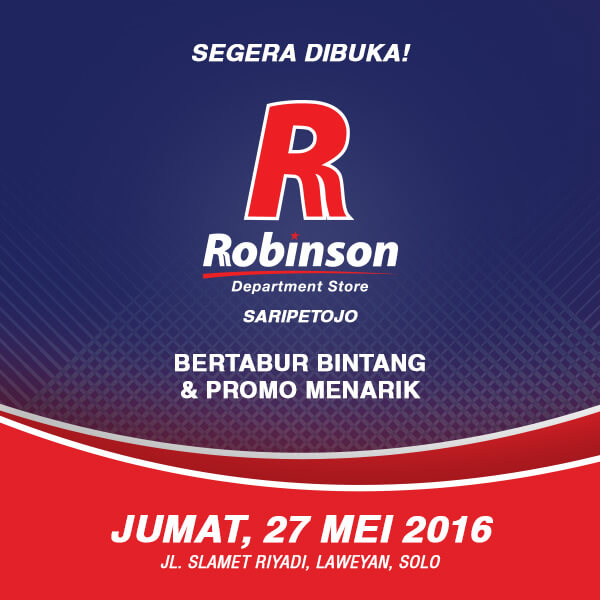 SEGERA DIBUKA!
R
Robinson
Department Store
SARIPETOJO
BERTABUR BINTANG
& PROMO MENARIK
JUMAT, 27 MEI 2016
JL. SLAMET RIYADI, LAWEYAN, SOLO